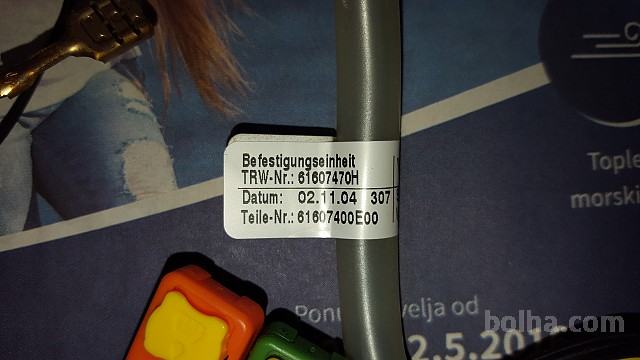 Befestigungseinheit
TRW-Nr.: 61607470H
Datum: 02.11.04 307
Teile-Nr.: 61607400E00
Tople
morski
Ponu velja od
2.5.201
bolha.com